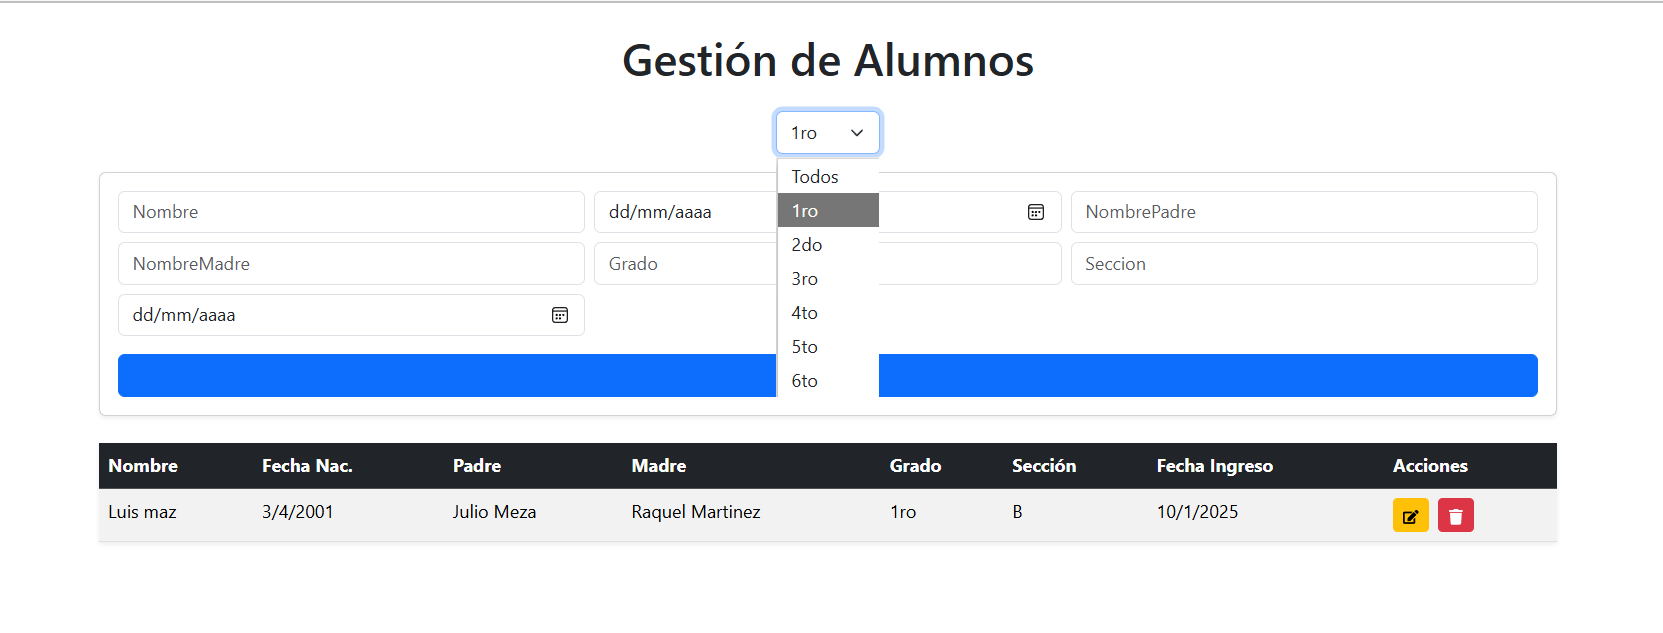 Gestión de Alumnos
1ro
Todos
1ro
2do
3ro
4to
5to
6to
Nombre
dd/mm/aaaa
NombrePadre
NombreMadre
Grado
Seccion
dd/mm/aaaa
Nombre Fecha Nac. Padre Madre Grado Sección Fecha Ingreso Acciones
Luis maz 3/4/2001 Julio Meza Raquel Martinez 1ro B 10/1/2025